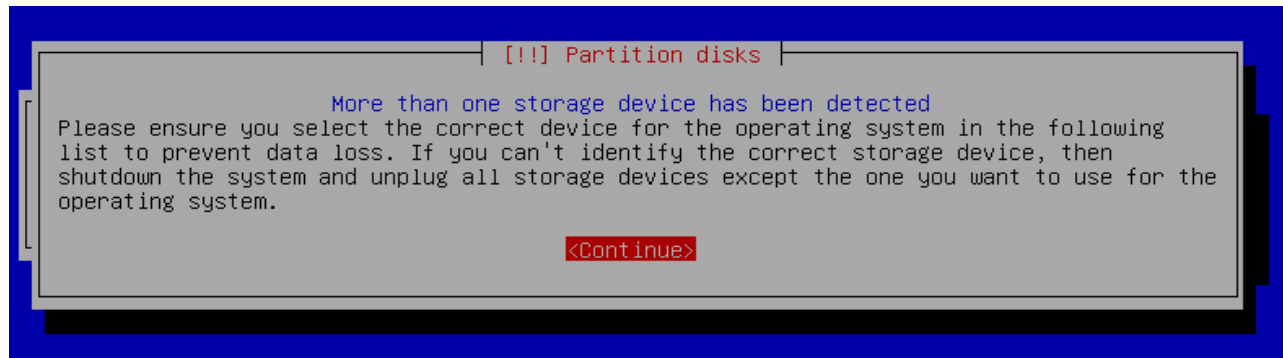 [!!] Partition disks
More than one storage device has been detected
Please ensure you select the correct device for the operating system in the following
list to prevent data loss. If you can't identify the correct storage device, then
shutdown the system and unplug all storage devices except the one you want to use for the
operating system.
<Continue>